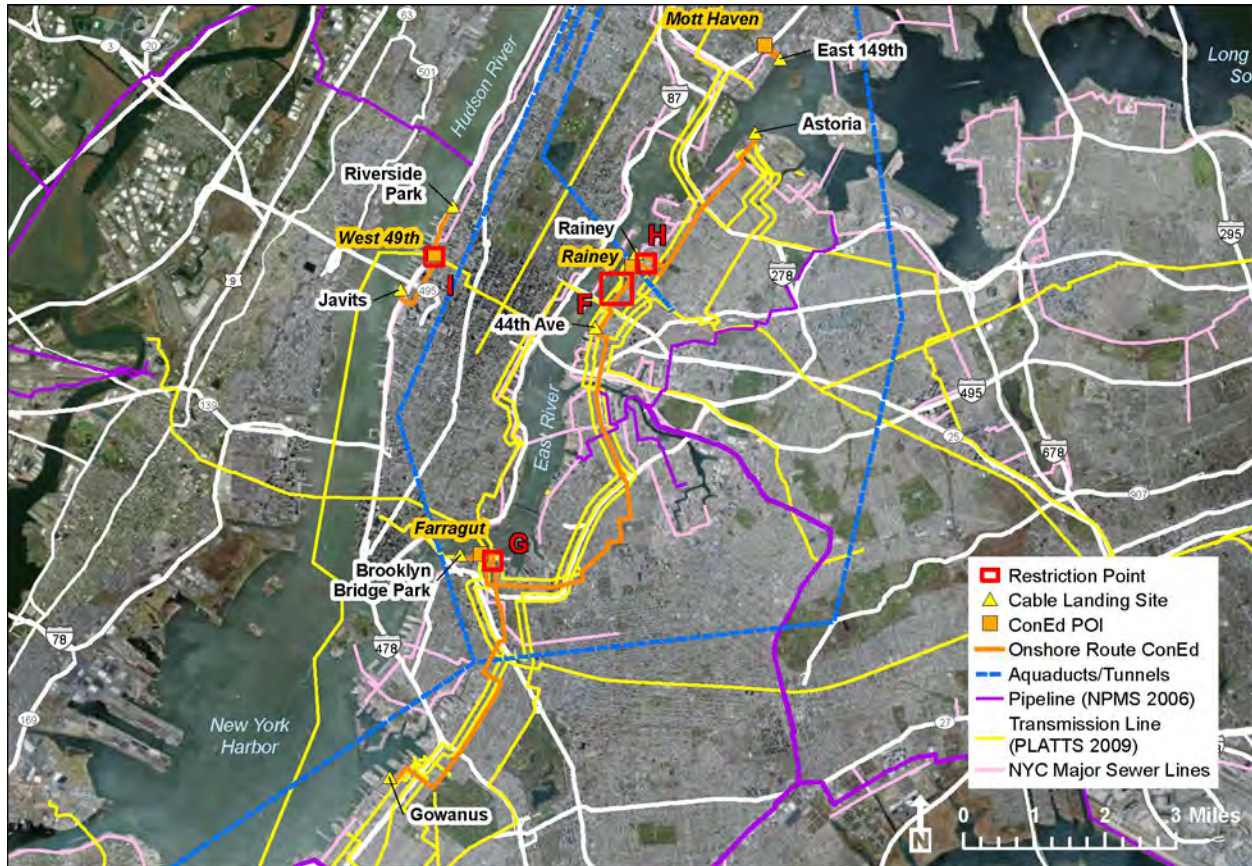 63
Mott Haven
3
20
East 149th
Long
So
501
Hudson River
87
Astoria
Riverside
Park
West 49th
Rainey
H
Rainey
278
295
9
I
Javits
495
F
44th Ave
495
139
25
678
East River
907
Farragut
G
Brooklyn
Bridge Park
78
478
New York
Harbor
169
27
Gowanus
Restriction Point
Cable Landing Site
ConEd POI
Onshore Route ConEd
Aquaducts/Tunnels
Pipeline (NPMS 2006)
Transmission Line
(PLATTS 2009)
NYC Major Sewer Lines
N
0 1 2 3 Miles